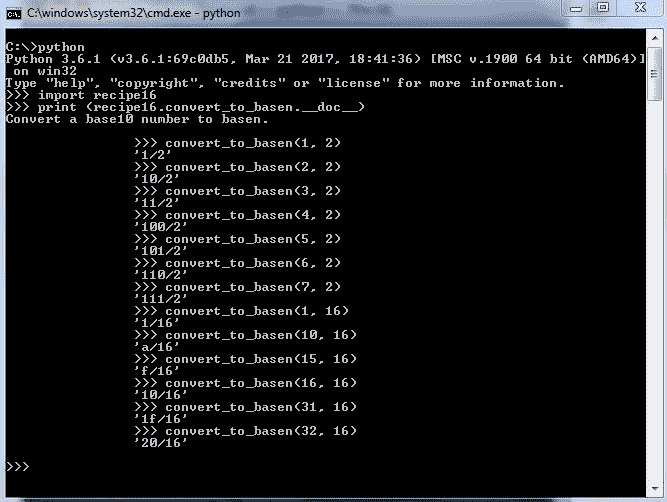 C:\windows\system32\cmd.exe - python
C:\>python
Python 3.6.1 (v3.6.1:69c0db5, Mar 21 2017, 18:41:36) [MSC v.1900 64 bit (AMD64)]
 on win32
Type "help", "copyright", "credits" or "license" for more information.
>>> import recipe16
>>> print (recipe16.convert_to_basen.__doc__)
Convert a base10 number to basen.
>>> convert_to_basen(1, 2)
'1/2'
>>> convert_to_basen(2, 2)
'10/2'
>>> convert_to_basen(3, 2)
'11/2'
>>> convert_to_basen(4, 2)
'100/2'
>>> convert_to_basen(5, 2)
'101/2'
>>> convert_to_basen(6, 2)
'110/2'
>>> convert_to_basen(7, 2)
'111/2'
>>> convert_to_basen(1, 16)
'1/16'
>>> convert_to_basen(10, 16)
'a/16'
>>> convert_to_basen(15, 16)
'f/16'
>>> convert_to_basen(16, 16)
'10/16'
>>> convert_to_basen(31, 16)
'1f/16'
>>> convert_to_basen(32, 16)
'20/16'
>>>